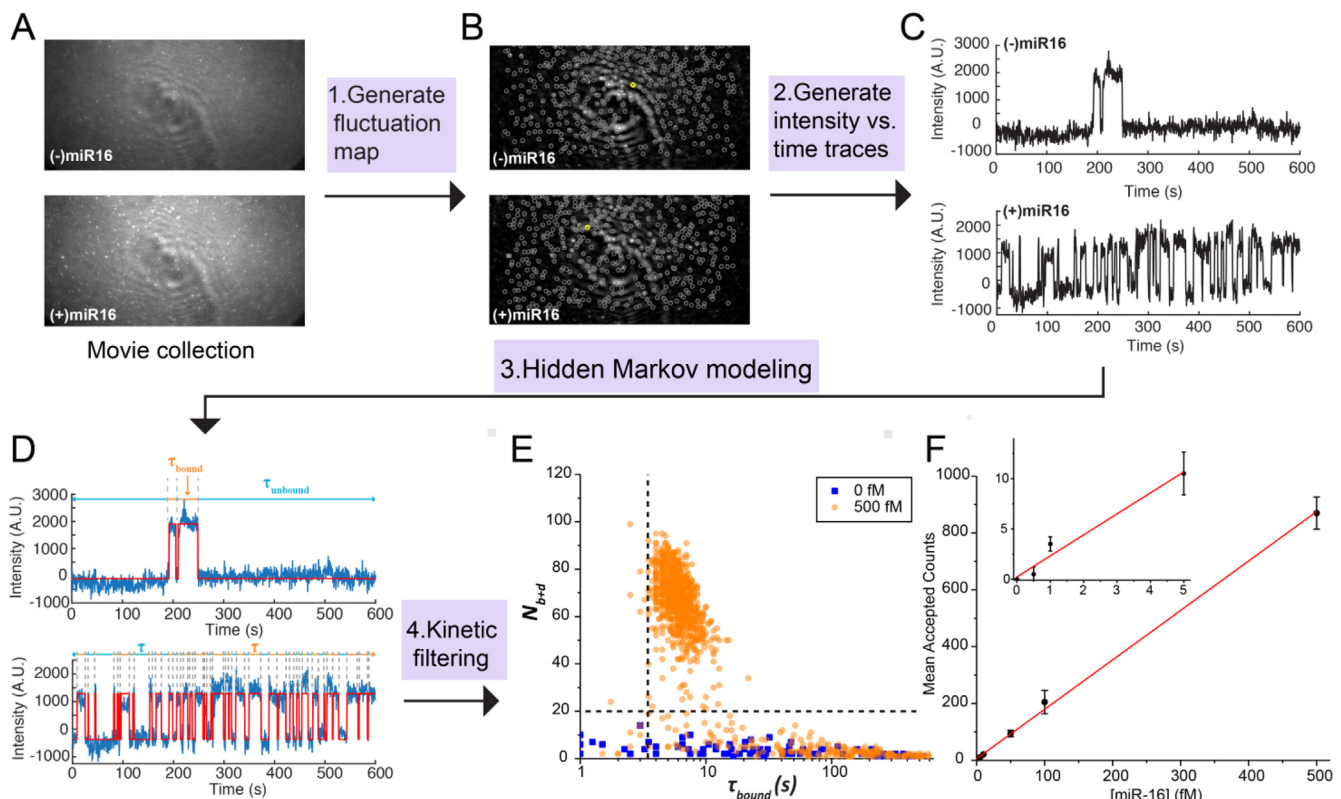 A
(-)miR16
(+)miR16
Movie collection
1.Generate
fluctuation
map
B
(-)miR16
(+)miR16
2.Generate
intensity vs.
time traces
C
(-)miR16
Intensity (A.U.)
3000
2000
1000
0
-1000
0 100 200 300 400 500 600
Time (s)
(+)miR16
Intensity (A.U.)
2000
1000
0
-1000
0 100 200 300 400 500 600
Time (s)
3.Hidden Markov modeling
D
τbound
τunbound
Intensity (A.U.)
3000
2000
1000
0
-1000
0 100 200 300 400 500 600
Time (s)
τ τ
Intensity (A.U.)
2000
1000
0
-1000
0 100 200 300 400 500 600
Time (s)
4.Kinetic
filtering
E
Nb+d
120
100
80
60
40
20
0
0 fM
500 fM
1 10 100
τbound (s)
F
Mean Accepted Counts
1000
800
600
400
200
0
10
5
0
0 1 2 3 4 5
0 100 200 300 400 500
[miR-16] (fM)